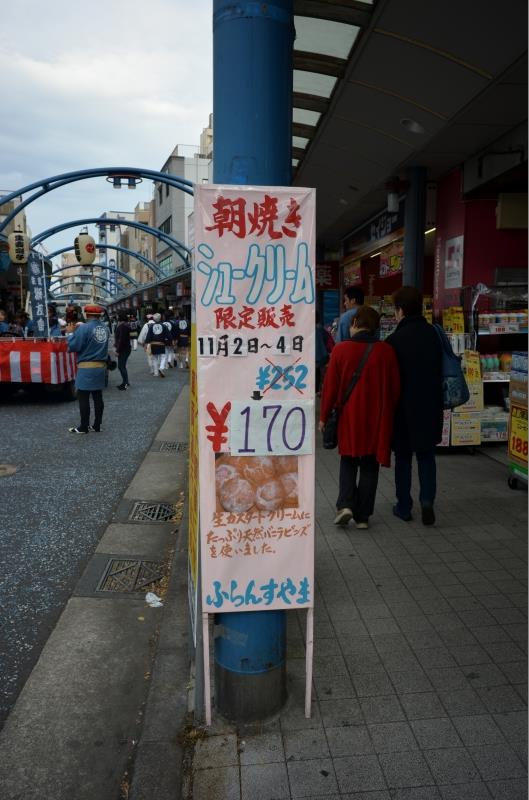 朝焼き
シュークリーム
限定販売
11月2日～4日
¥252
¥170
生カスタードクリームに
たっぷり天然バニラビンズ
を使いました。
ふらんすやま
薬
188